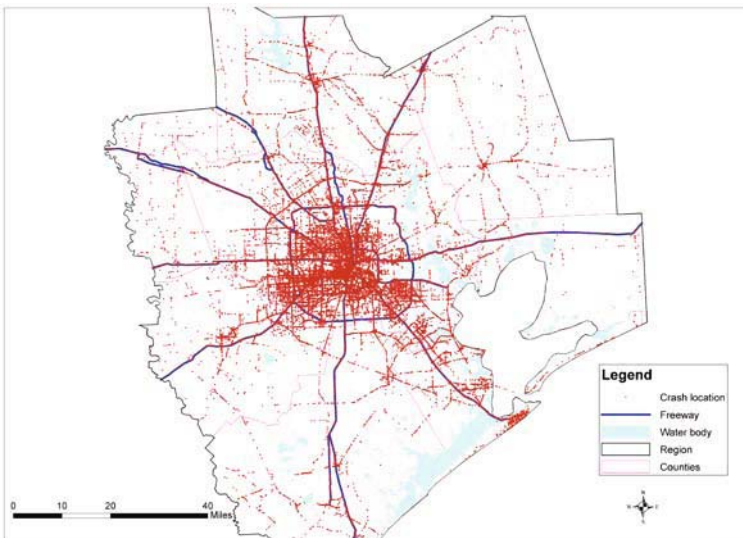 Legend
Crash location
Freeway
Water body
Region
Counties
0 10 20 40
Miles
N
S